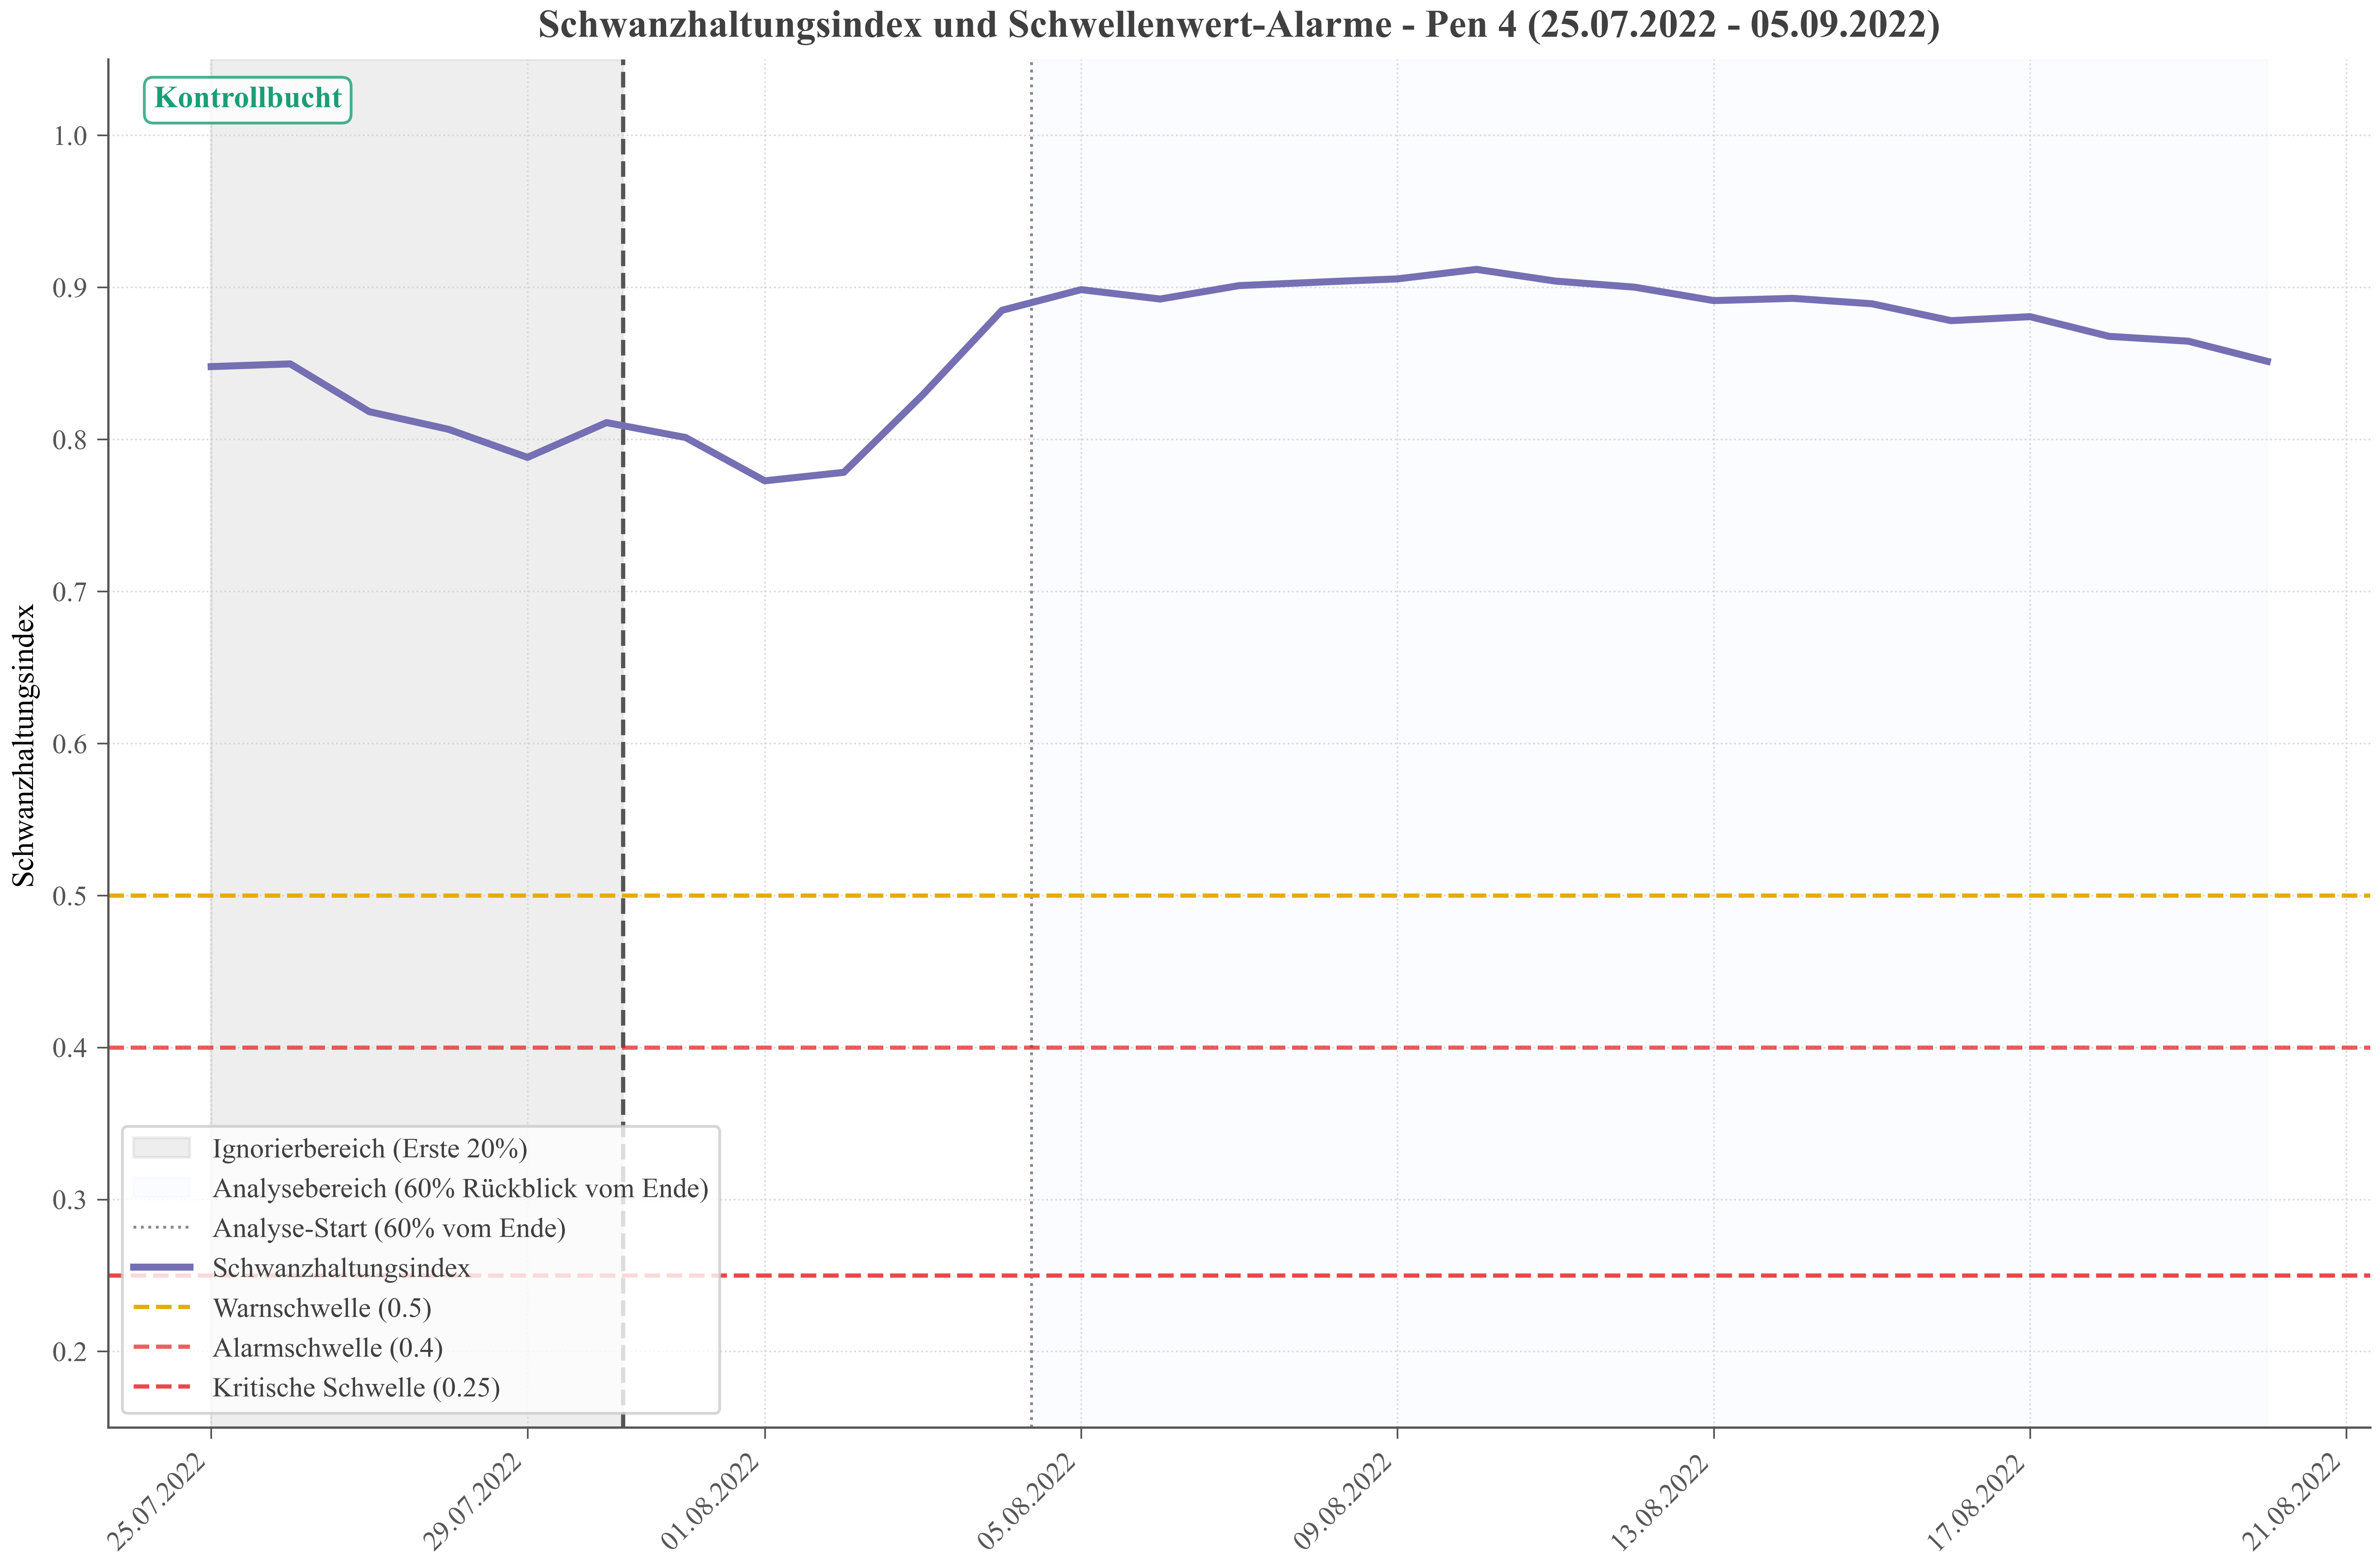 Schwanzhaltungsindex und Schwellenwert-Alarme - Pen 4 (25.07.2022 - 05.09.2022)
Kontrollbucht
1.0
0.9
0.8
0.7
0.6
0.5
0.4
0.3
0.2
Schwanzhaltungsindex
Ignorierbereich (Erste 20%)
Analysebereich (60% Rückblick vom Ende)
Analyse-Start (60% vom Ende)
Schwanzhaltungsindex
Warnschwelle (0.5)
Alarmschwelle (0.4)
Kritische Schwelle (0.25)
25.07.2022
29.07.2022
01.08.2022
05.08.2022
09.08.2022
13.08.2022
17.08.2022
21.08.2022